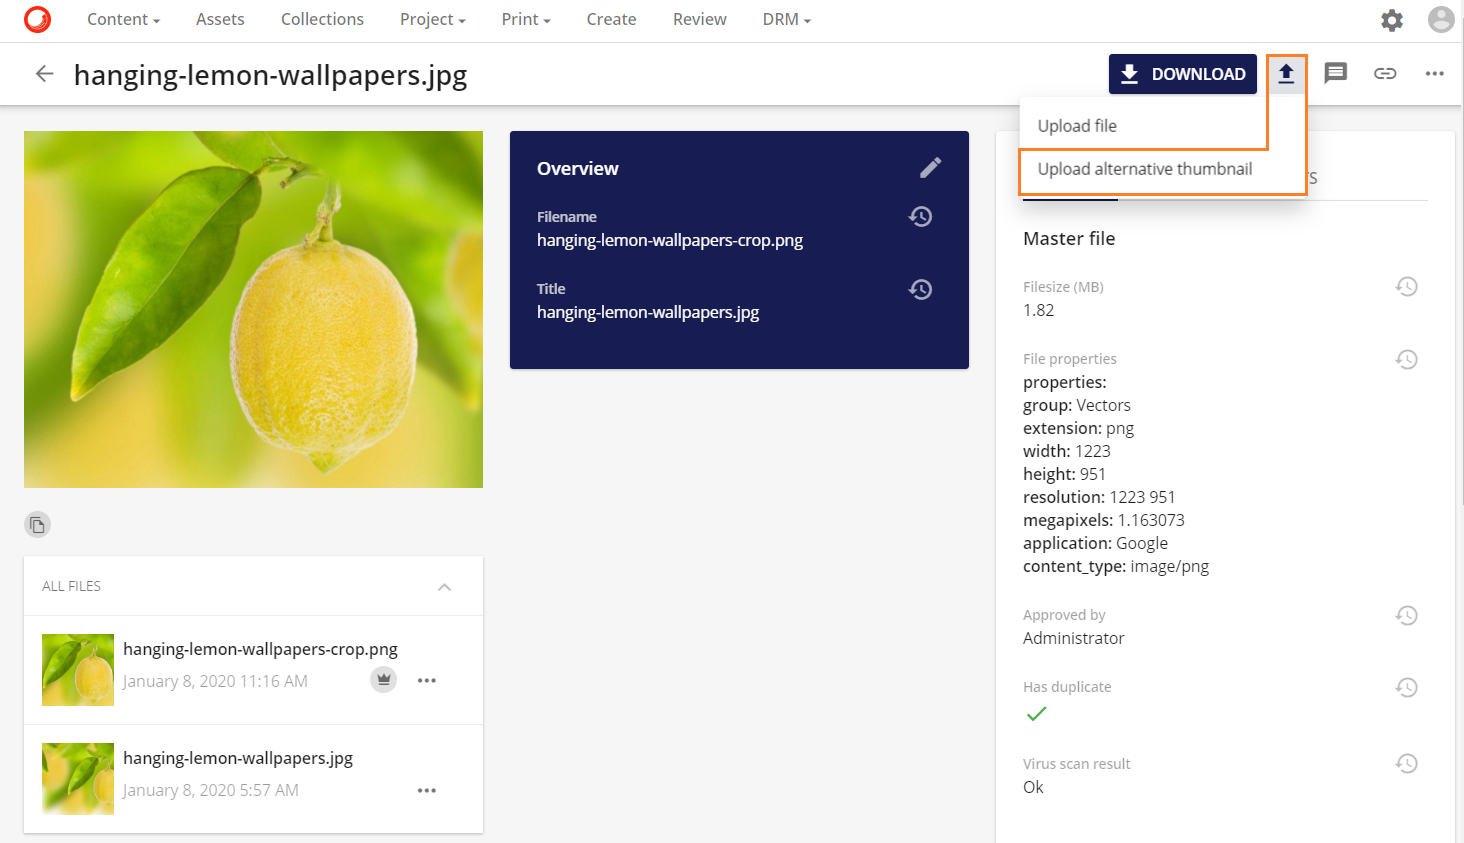 Content Assets Collections Project Print Create Review DRM
hanging-lemon-wallpapers.jpg
DOWNLOAD
Upload file
Upload alternative thumbnail
Overview
Filename
hanging-lemon-wallpapers-crop.png
Title
hanging-lemon-wallpapers.jpg
Master file
Filesize (MB)
1.82
File properties
properties:
group: Vectors
extension: png
width: 1223
height: 951
resolution: 1223 951
megapixels: 1.163073
application: Google
content_type: image/png
Approved by
Administrator
Has duplicate
Virus scan result
Ok
ALL FILES
hanging-lemon-wallpapers-crop.png
January 8, 2020 11:16 AM
hanging-lemon-wallpapers.jpg
January 8, 2020 5:57 AM